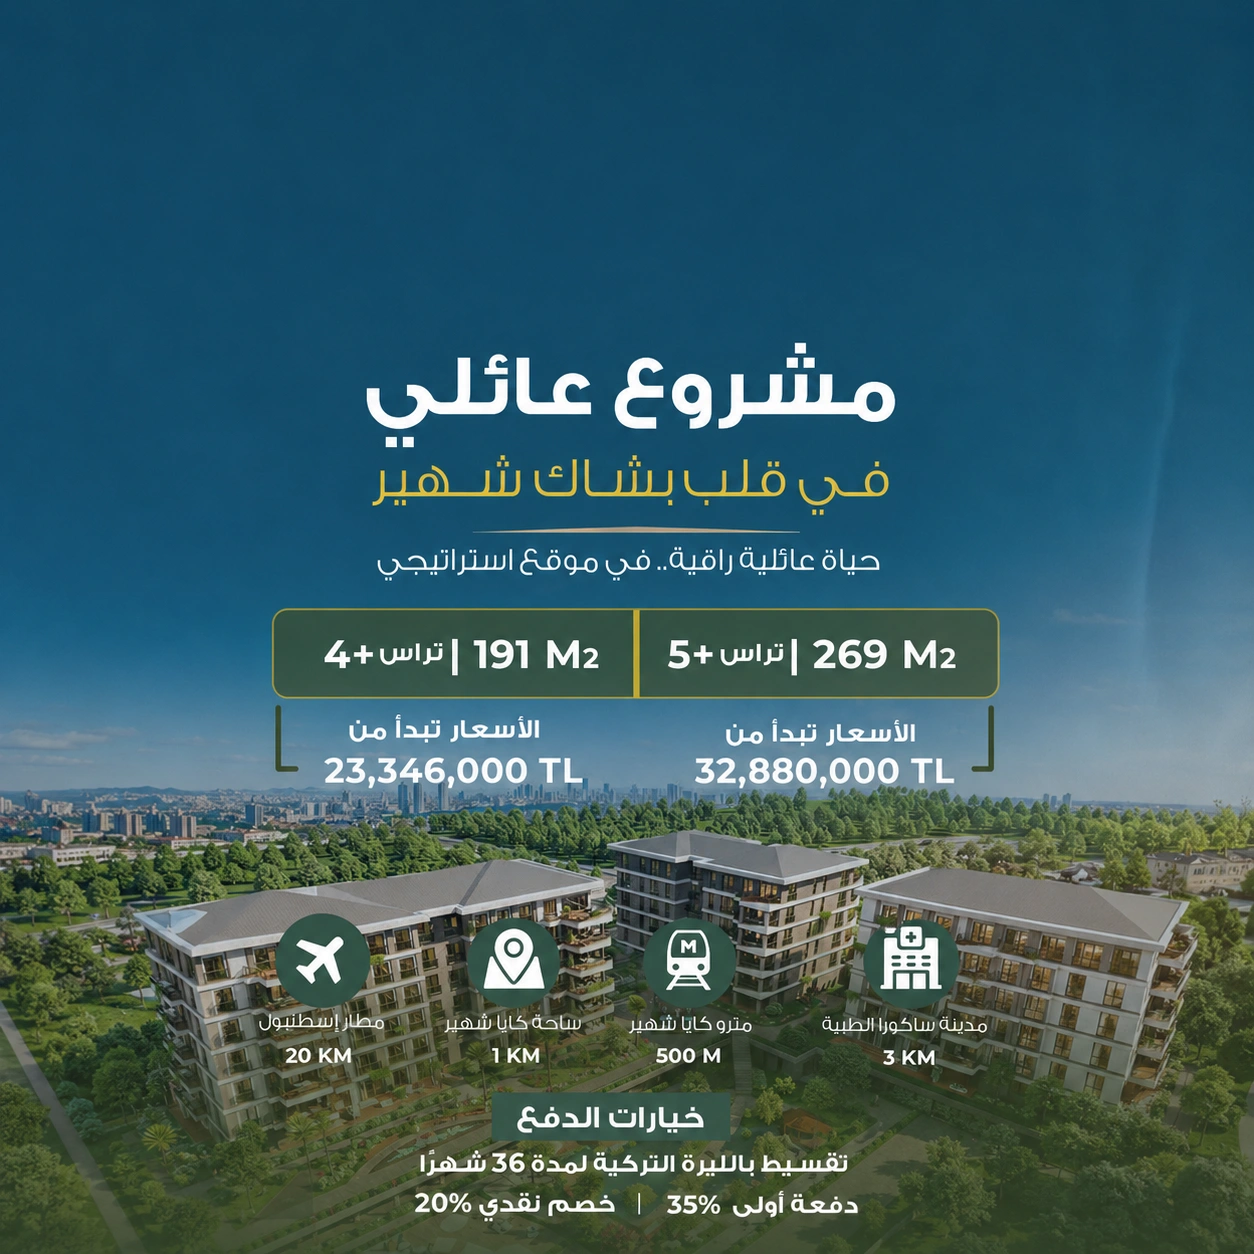 مشروع عائلي
في قلب بشاك شهير
حياة عائلية راقية.. في موقع استراتيجي
4+تراس | 191 M2
5+تراس | 269 M2
الأسعار تبدأ من
23,346,000 TL
الأسعار تبدأ من
32,880,000 TL
مطار إسطنبول
20 KM
ساحة كايا شهير
1 KM
M
مترو كايا شهير
500 M
مدينة ساكورا الطبية
3 KM
خيارات الدفع
تقسيط بالليرة التركية لمدة 36 شهرًا
دفعة أولى 35% | خصم نقدي 20%